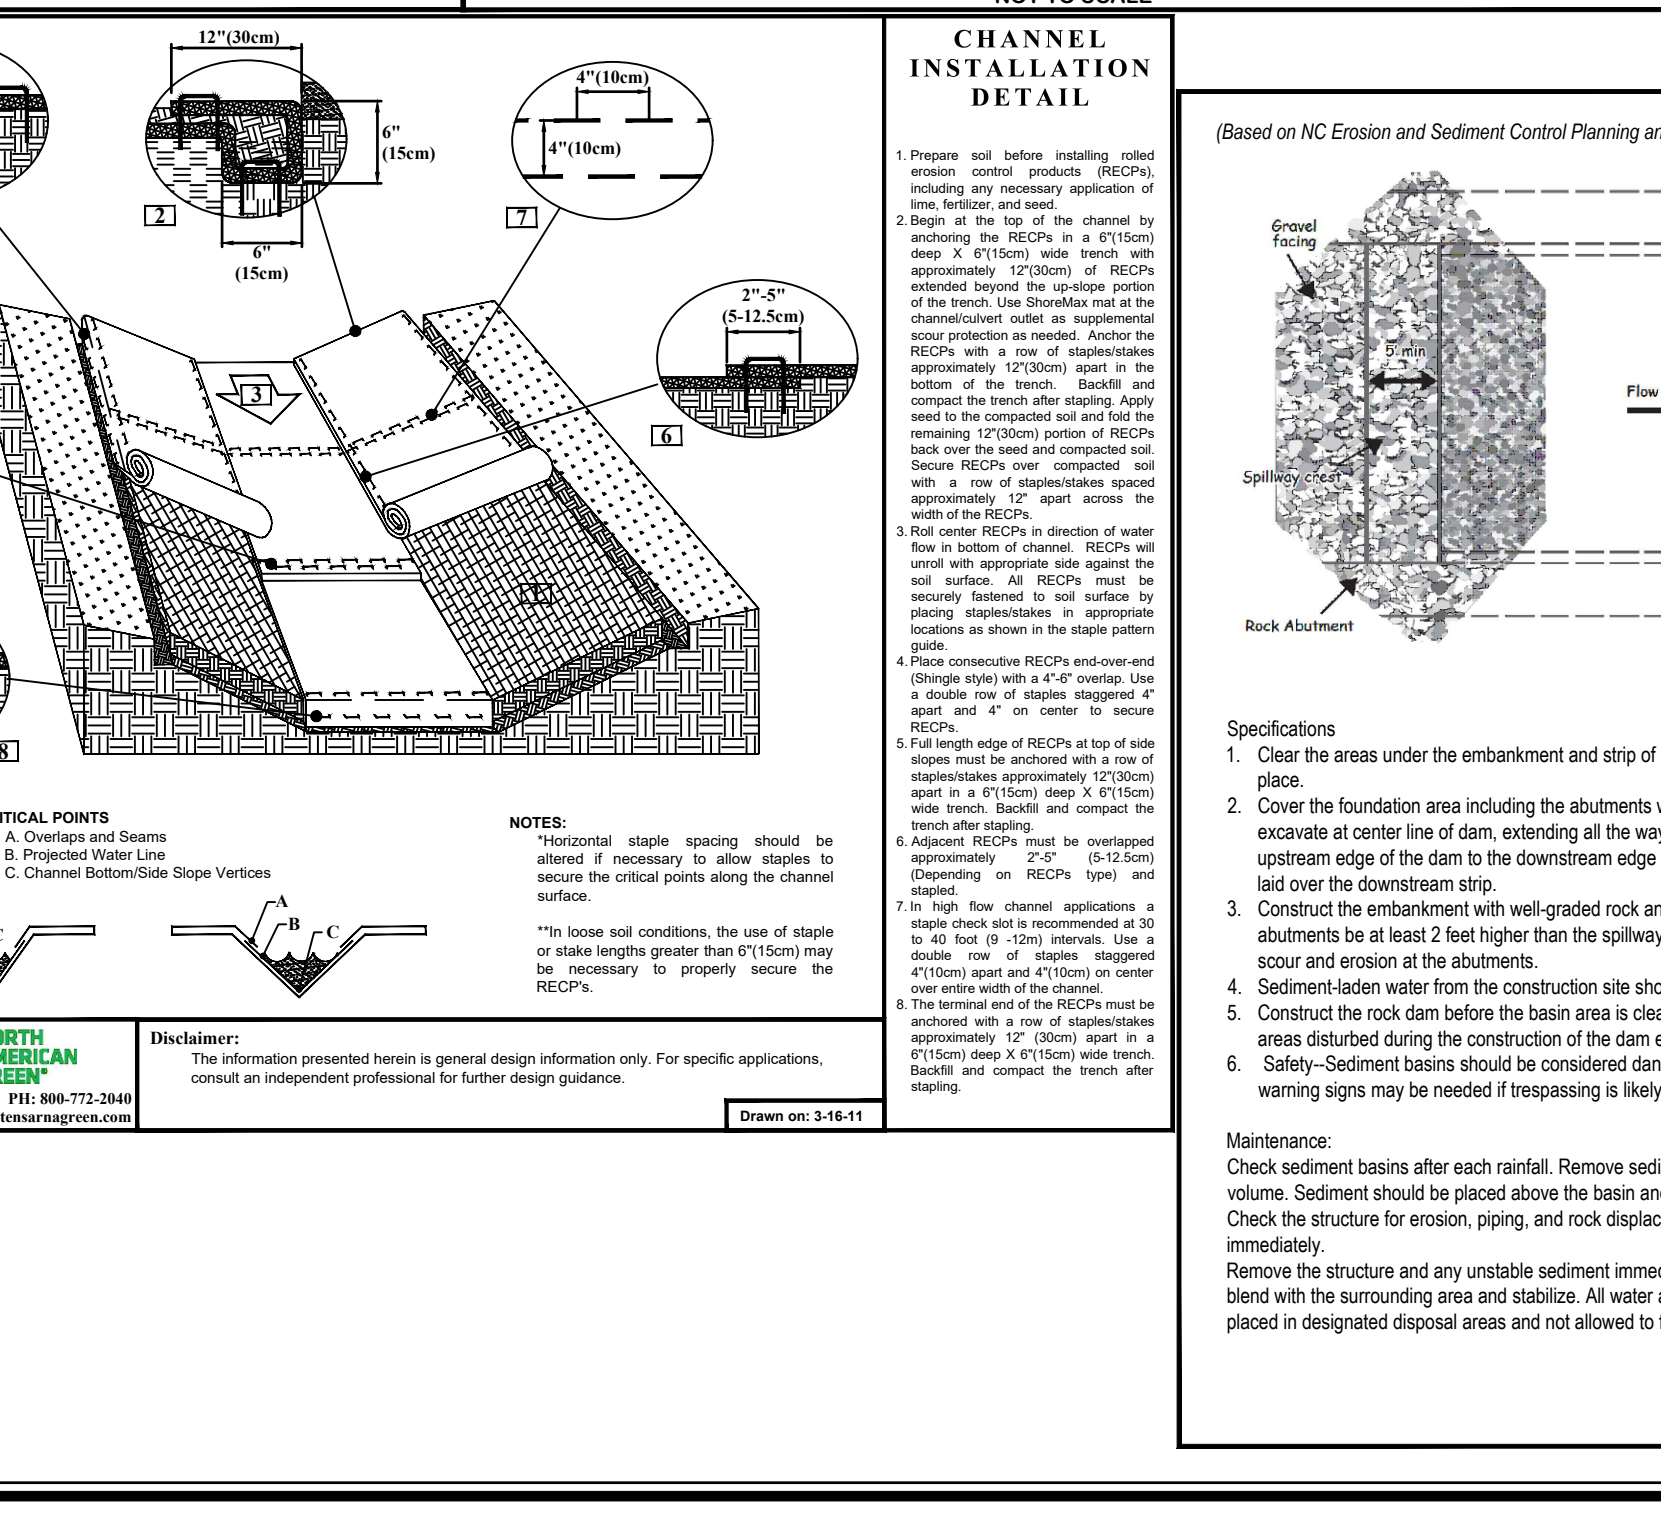 12"(30cm)
6"
(15cm)
2
6"
(15cm)
4"(10cm)
4"(10cm)
7
2"-5"
(5-12.5cm)
6
3
1
8
A. Overlaps and Seams
B. Projected Water Line
C. Channel Bottom/Side Slope Vertices
A
B
C
NOTES:
*Horizontal staple spacing should be
altered if necessary to allow staples to
secure the critical points along the channel
surface.
**In loose soil conditions, the use of staple
or stake lengths greater than 6"(15cm) may
be necessary to properly secure the
RECP's.
PH: 800-772-2040
tensarnagreen.com
Disclaimer:
The information presented herein is general design information only. For specific applications,
consult an independent professional for further design guidance.
Drawn on: 3-16-11
CHANNEL
INSTALLATION
DETAIL
1. Prepare soil before installing rolled
erosion control products (RECPs),
including any necessary application of
lime, fertilizer, and seed.
2. Begin at the top of the channel by
anchoring the RECPs in a 6"(15cm)
deep X 6"(15cm) wide trench with
approximately 12"(30cm) of RECPs
extended beyond the up-slope portion
of the trench. Use ShoreMax mat at the
channel/culvert outlet as supplemental
scour protection as needed. Anchor the
RECPs with a row of staples/stakes
approximately 12"(30cm) apart in the
bottom of the trench. Backfill and
compact the trench after stapling. Apply
seed to the compacted soil and fold the
remaining 12"(30cm) portion of RECPs
back over the seed and compacted soil.
Secure RECPs over compacted soil
with a row of staples/stakes spaced
approximately 12" apart across the
width of the RECPs.
3. Roll center RECPs in direction of water
flow in bottom of channel. RECPs will
unroll with appropriate side against the
soil surface. All RECPs must be
securely fastened to soil surface by
placing staples/stakes in appropriate
locations as shown in the staple pattern
guide.
4. Place consecutive RECPs end-over-end
(Shingle style) with a 4"-6" overlap. Use
a double row of staples staggered 4"
apart and 4" on center to secure
RECPs.
5. Full length edge of RECPs at top of side
slopes must be anchored with a row of
staples/stakes approximately 12"(30cm)
apart in a 6"(15cm) deep X 6"(15cm)
wide trench. Backfill and compact the
trench after stapling.
6. Adjacent RECPs must be overlapped
approximately 2"-5" (5-12.5cm)
(Depending on RECPs type) and
stapled.
7. In high flow channel applications a
staple check slot is recommended at 30
to 40 foot (9 -12m) intervals. Use a
double row of staples staggered
4"(10cm) apart and 4"(10cm) on center
over entire width of the channel.
8. The terminal end of the RECPs must be
anchored with a row of staples/stakes
approximately 12" (30cm) apart in a
6"(15cm) deep X 6"(15cm) wide trench.
Backfill and compact the trench after
stapling.
(Based on NC Erosion and Sediment Control Planning
Gravel
facing
5' min
Flow
Spillway crest
Rock Abutment
Specifications
1. Clear the areas under the embankment and strip of
place.
2. Cover the foundation area including the abutments
excavate at center line of dam, extending all the way
upstream edge of the dam to the downstream edge
laid over the downstream strip.
3. Construct the embankment with well-graded rock
abutments be at least 2 feet higher than the spillway
scour and erosion at the abutments.
4. Sediment-laden water from the construction site
5. Construct the rock dam before the basin area is
areas disturbed during the construction of the dam
6. Safety--Sediment basins should be considered
warning signs may be needed if trespassing is likely
Maintenance:
Check sediment basins after each rainfall. Remove
volume. Sediment should be placed above the basin
Check the structure for erosion, piping, and rock
immediately.
Remove the structure and any unstable sediment
blend with the surrounding area and stabilize. All water
placed in designated disposal areas and not allowed to